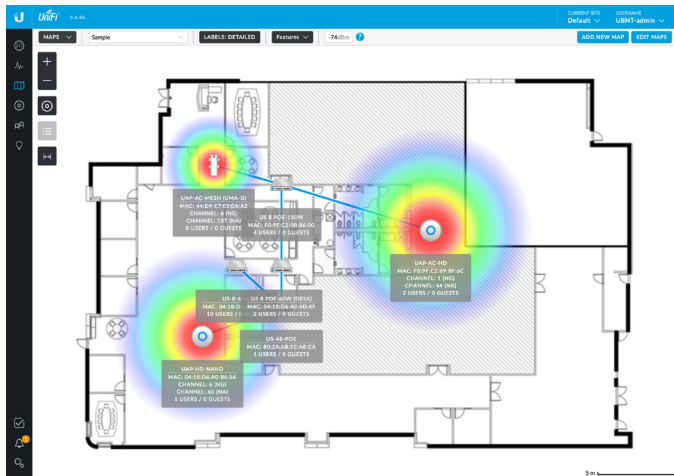 UniFi
5.6.36
CURRENT SITE
Default
USERNAME
UBNT-admin
MAPS
Sample
LABELS: DETAILED
Features
-74dBm
?
ADD NEW MAP
EDIT MAPS
UAP-AC-MESH (UMA-D)
MAC: 44:D9:E7:02:0A:A2
CHANNEL: 6 (NG)
CHANNEL: 157 (NA)
0 USERS / 0 GUESTS
US 8 POE-150W
MAC: F0:9F:C2:0B:86:00
4 USERS / 0 GUESTS
UAP-AC-HD
MAC: F0:9F:C2:69:BF:6C
CHANNEL: 1 (NG)
CHANNEL: 44 (NA)
2 USERS / 0 GUESTS
US-8-6
MAC: 04:18:D
10 USERS / 0 G
US 8 POE-60W (DESK)
MAC: 04:18:D6:A0:4D:49
2 USERS / 0 GUESTS
US-48-POE
MAC: 80:2A:A8:1C:A8:CA
1 USERS / 0 GUESTS
UAP-HD-NANO
MAC: 04:18:D6:A0:B6:5A
CHANNEL: 6 (NG)
CHANNEL: 60 (NA)
1 USERS / 0 GUESTS
5 m